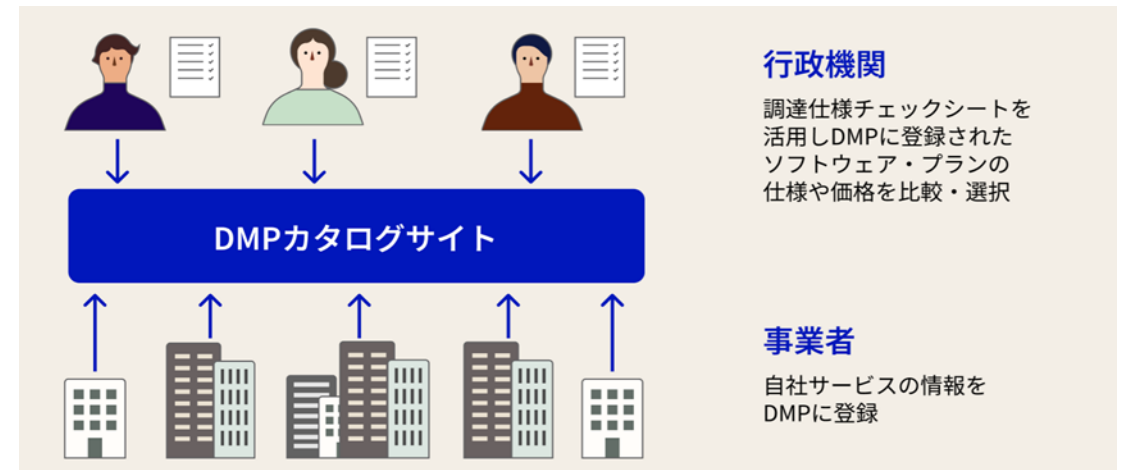 行政機関
調達仕様チェックシートを
活用しDMPに登録された
ソフトウェア・プランの
仕様や価格を比較・選択
DMPカタログサイト
事業者
自社サービスの情報を
DMPに登録